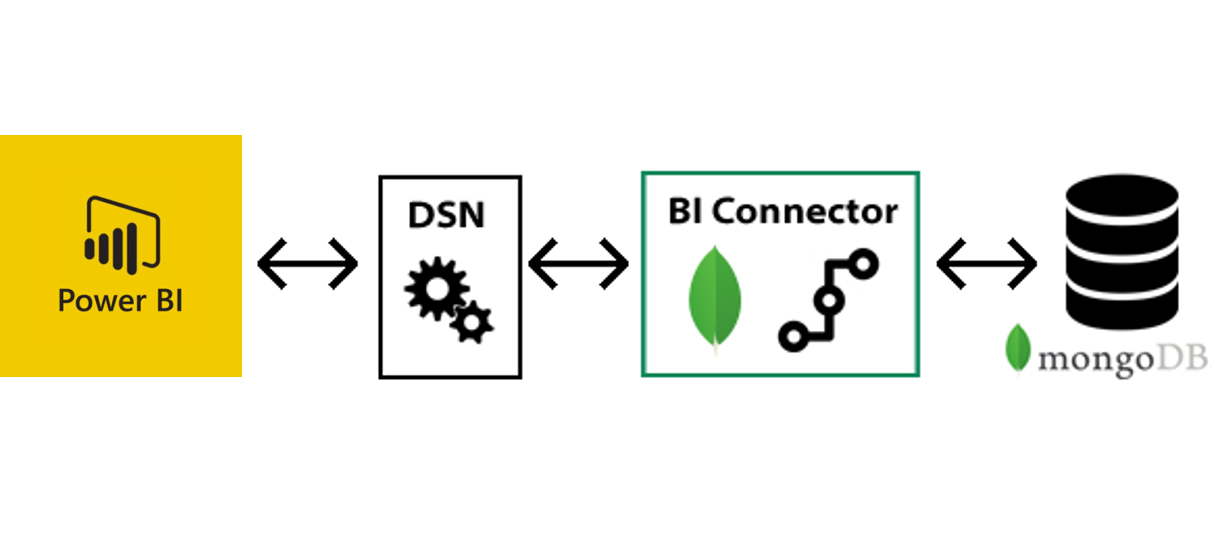 Power BI
DSN
BI Connector
mongoDB